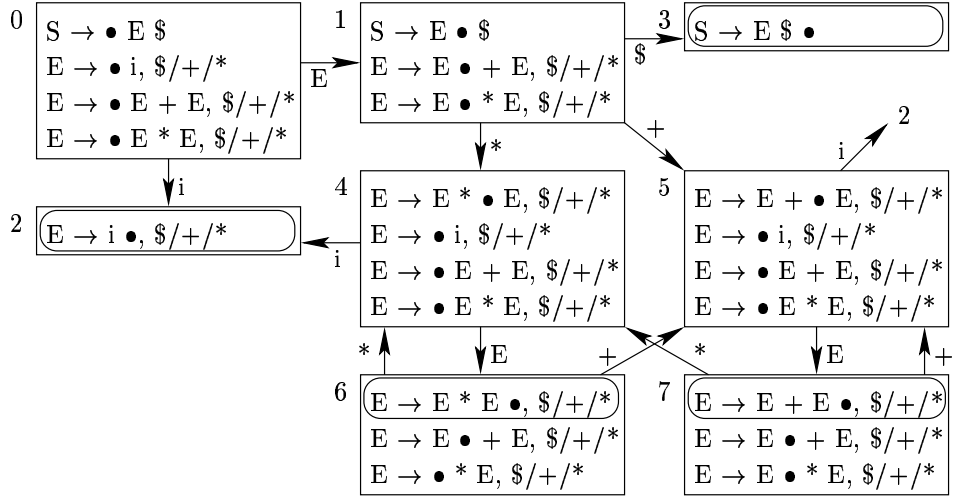 0
S → ● E $
E → ● i, $/+/*
E → ● E + E, $/+/*
E → ● E * E, $/+/*
E
1
S → E ● $
E → E ● + E, $/+/*
E → E ● * E, $/+/*
$
3
S → E $ ●
i
*
+
i
2
2
E → i ●, $/+/*
i
4
E → E * ● E, $/+/*
E → ● i, $/+/*
E → ● E + E, $/+/*
E → ● E * E, $/+/*
5
E → E + ● E, $/+/*
E → ● i, $/+/*
E → ● E + E, $/+/*
E → ● E * E, $/+/*
*
E
+
*
E
+
6
E → E * E ●, $/+/*
E → E ● + E, $/+/*
E → ● * E, $/+/*
7
E → E + E ●, $/+/*
E → E ● + E, $/+/*
E → E ● * E, $/+/*